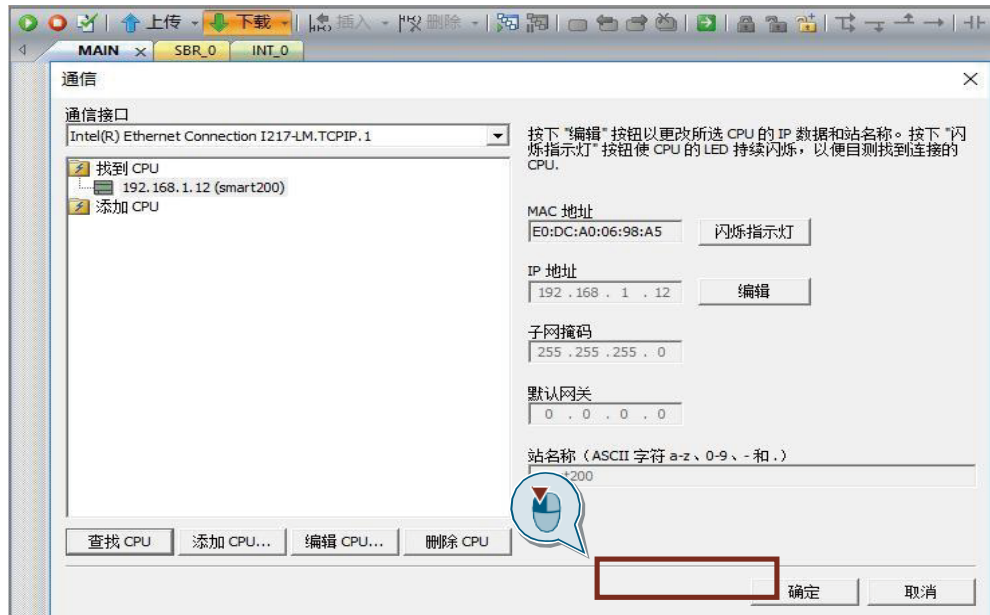 上传 下载 插入 删除
MAIN × SBR_0 INT_0
通信
通信接口
Intel(R) Ethernet Connection I217-LM.TCPIP.1
找到 CPU
192.168.1.12 (smart200)
添加 CPU
查找 CPU 添加 CPU... 编辑 CPU... 删除 CPU
按下 "编辑" 按钮以更改所选 CPU 的 IP 数据和站名称。按下 "闪
烁指示灯" 按钮使 CPU 的 LED 持续闪烁，以便目测找到连接的
CPU.
MAC 地址
E0:DC:A0:06:98:A5 闪烁指示灯
IP 地址
192 . 168 . 1 . 12 编辑
子网掩码
255 . 255 . 255 . 0
默认网关
0 . 0 . 0 . 0
站名称（ASCII 字符 a-z、0-9、- 和 .）
t200
确定 取消